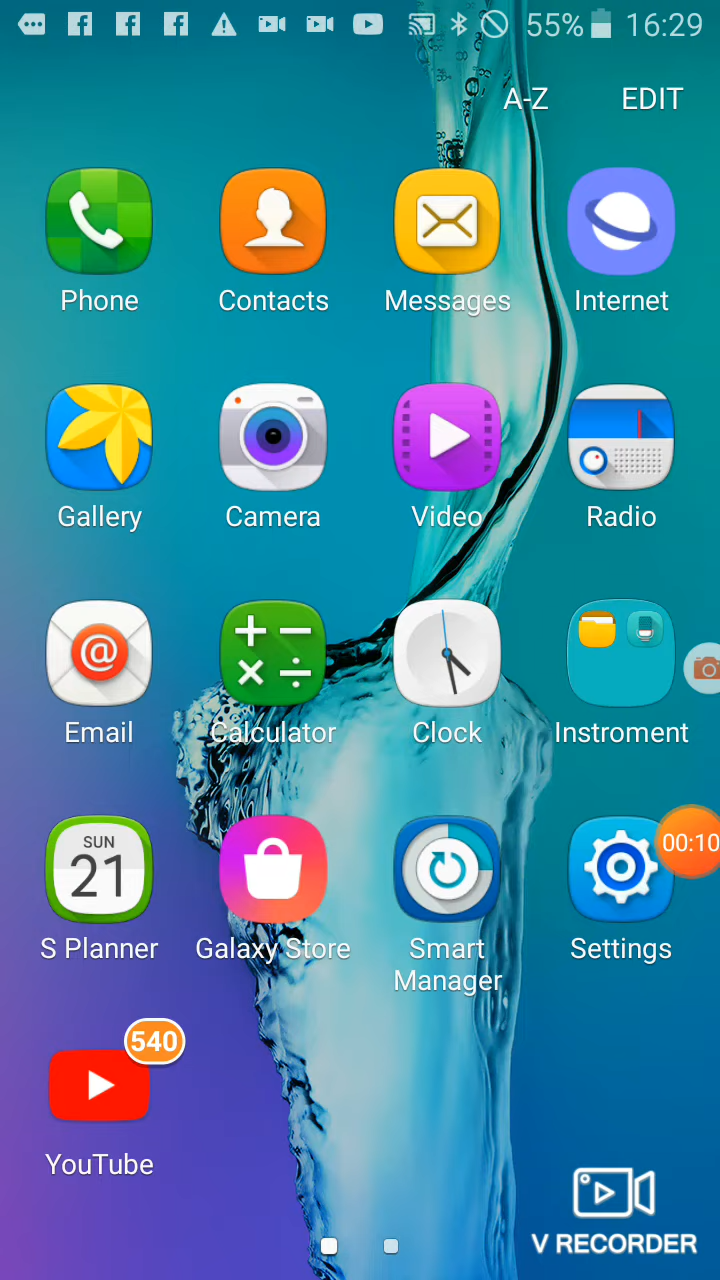 55% 16:29
A-Z EDIT
Phone Contacts Messages Internet
Gallery Camera Video Radio
Email Calculator Clock Instroment
SUN
21
00:10
S Planner Galaxy Store Smart Manager Settings
540
YouTube
V RECORDER